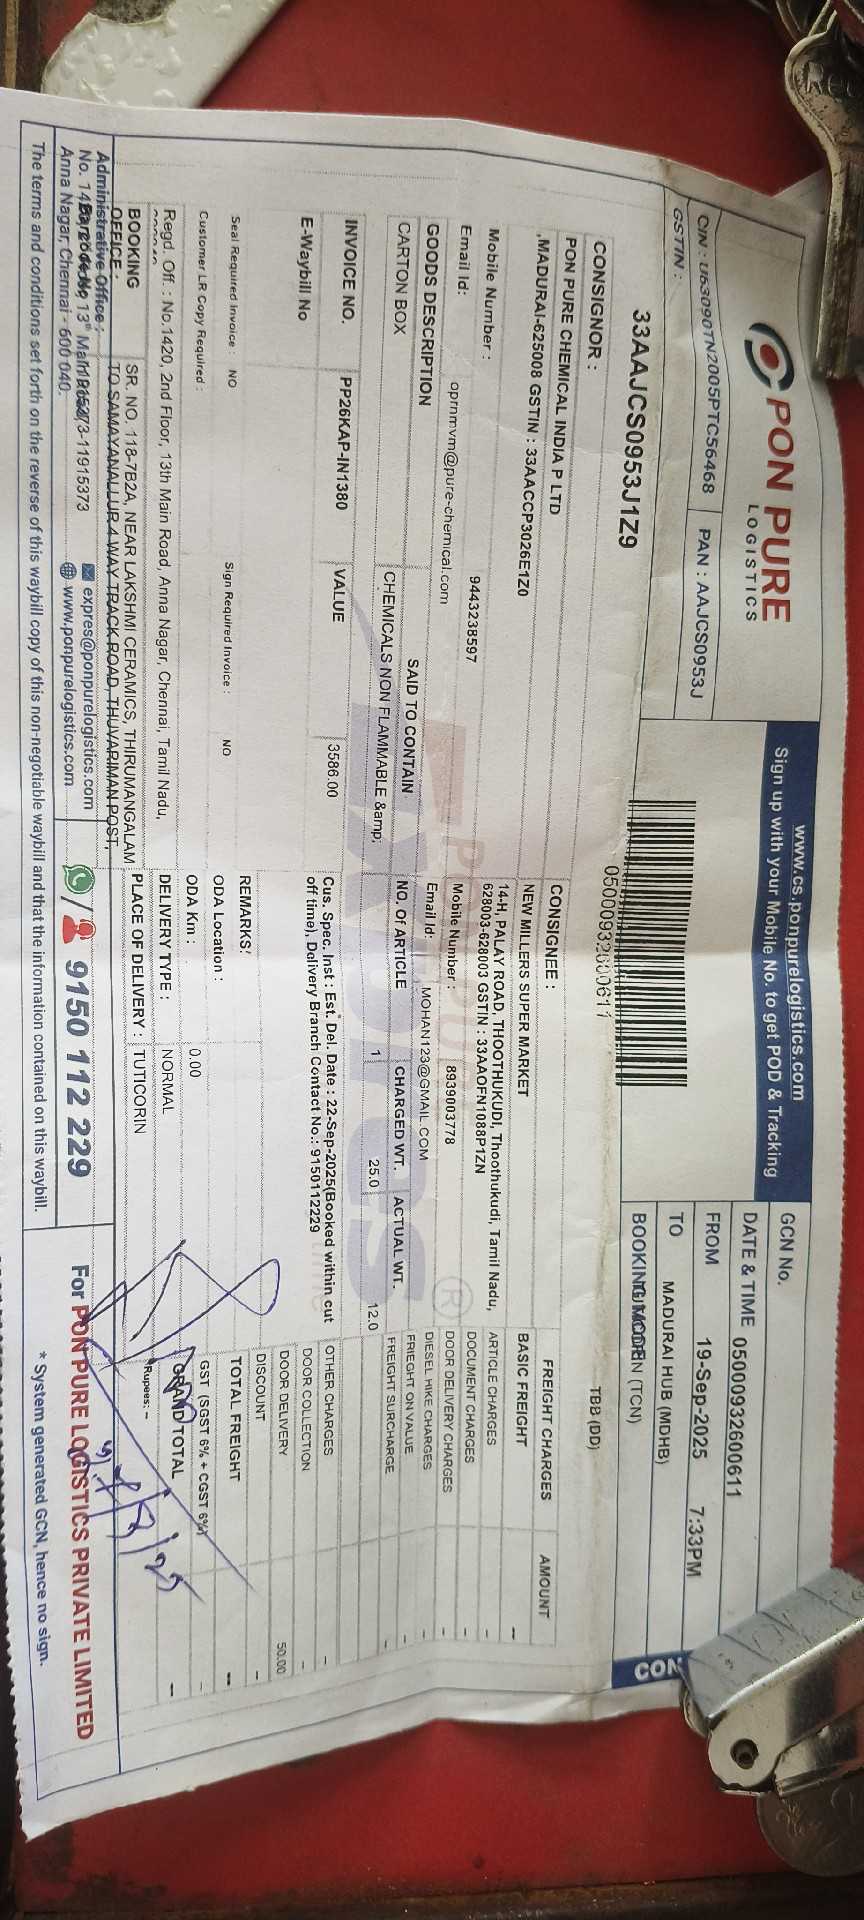 PON PURE
LOGISTICS
www.cs.ponpurelogistics.com
Sign up with your Mobile No. to get POD & Tracking
CIN : U63090TN2005PTC56468
PAN : AAJCS0953J
GSTIN :
33AAJCS0953J1Z9
05000932600611
GCN No.
DATE & TIME 05000932600611
FROM 19-Sep-2025 7:33PM
TO MADURAI HUB (MDHB)
BOOKING MODE (TCN)
TBB (DD)
CON
CONSIGNOR :
PON PURE CHEMICAL INDIA P LTD
,MADURAI-625008 GSTIN : 33AACCP3026E1Z0
Mobile Number : 9443238597
Email Id: oprnmvm@pure-chemical.com
CONSIGNEE :
NEW MILLERS SUPER MARKET
14-H, PALAY ROAD, THOOTHUKUDI, Thoothukudi, Tamil Nadu,
628003-628003 GSTIN : 33AAOFN1088P1ZN
Mobile Number : 8939003778
Email Id: MOHAN123@GMAIL.COM
GOODS DESCRIPTION SAID TO CONTAIN NO. Of ARTICLE CHARGED WT. ACTUAL WT.
CARTON BOX CHEMICALS NON FLAMMABLE &amp; 1 25.0 12.0
INVOICE NO. PP26KAP-IN1380 VALUE 3586.00
E-Waybill No
Cus. Spec. Inst : Est. Del. Date : 22-Sep-2025(Booked within cut
off time), Delivery Branch Contact No.: 9150112229
Seal Required Invoice : NO Sign Required Invoice : NO
Customer LR Copy Required :
REMARKS:
ODA Location :
ODA Km : 0.00
DELIVERY TYPE : NORMAL
PLACE OF DELIVERY : TUTICORIN
FREIGHT CHARGES AMOUNT
BASIC FREIGHT --
ARTICLE CHARGES -
DOCUMENT CHARGES -
DOOR DELIVERY CHARGES -
DIESEL HIKE CHARGES -
FRIEGHT ON VALUE -
FREIGHT SURCHARGE -
OTHER CHARGES -
DOOR COLLECTION -
DOOR DELIVERY 50.00
DISCOUNT -
TOTAL FREIGHT --
GST (SGST 6% + CGST 6%) -
GRAND TOTAL --
Rupees: --
Regd. Off. : No.1420, 2nd Floor, 13th Main Road, Anna Nagar, Chennai, Tamil Nadu,
BOOKING OFFICE :
SR. NO. 118-7B2A, NEAR LAKSHMI CERAMICS, THIRUMANGALAM
TO SAMAYANALLUR 4 WAY TRACK ROAD, THUVARIMAN POST,
Administrative Office :
Anna Nagar, Chennai - 600 040.
expres@ponpurelogistics.com
www.ponpurelogistics.com
9150 112 229
For PON PURE LOGISTICS PRIVATE LIMITED
The terms and conditions set forth on the reverse of this waybill copy of this non-negotiable waybill and that the information contained on this waybill.
* System generated GCN, hence no sign.